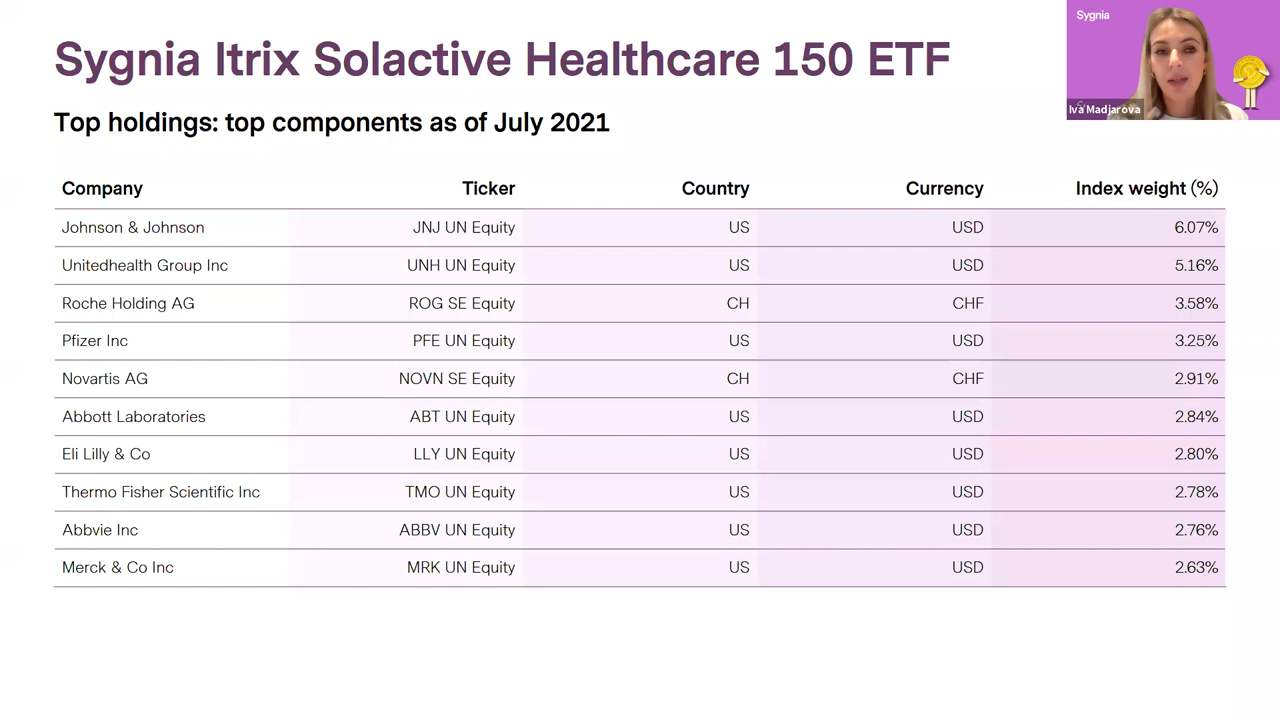 Sygnia Itrix Solactive Healthcare 150 ETF
Sygnia
Iva Madjarova
Top holdings: top components as of July 2021
Company Ticker Country Currency Index weight (%)
Johnson & Johnson JNJ UN Equity US USD 6.07%
Unitedhealth Group Inc UNH UN Equity US USD 5.16%
Roche Holding AG ROG SE Equity CH CHF 3.58%
Pfizer Inc PFE UN Equity US USD 3.25%
Novartis AG NOVN SE Equity CH CHF 2.91%
Abbott Laboratories ABT UN Equity US USD 2.84%
Eli Lilly & Co LLY UN Equity US USD 2.80%
Thermo Fisher Scientific Inc TMO UN Equity US USD 2.78%
Abbvie Inc ABBV UN Equity US USD 2.76%
Merck & Co Inc MRK UN Equity US USD 2.63%